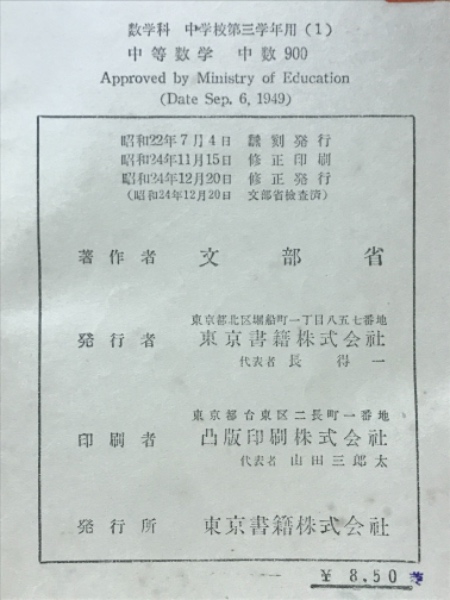 数学科 中学校第三学年用(1)
中等数学 中数900
Approved by Ministry of Education
(Date Sep. 6, 1949)
昭和22年7月4日 翻刻発行
昭和24年11月15日 修正印刷
昭和24年12月20日 修正発行
(昭和24年12月20日 文部省検査済)
著作者 文部省
東京都北区堀船町一丁目八五七番地
発行者 東京書籍株式会社
代表者 長得一
東京都台東区二長町一番地
印刷者 凸版印刷株式会社
代表者 山田三郎太
発行所 東京書籍株式会社
¥ 8.50